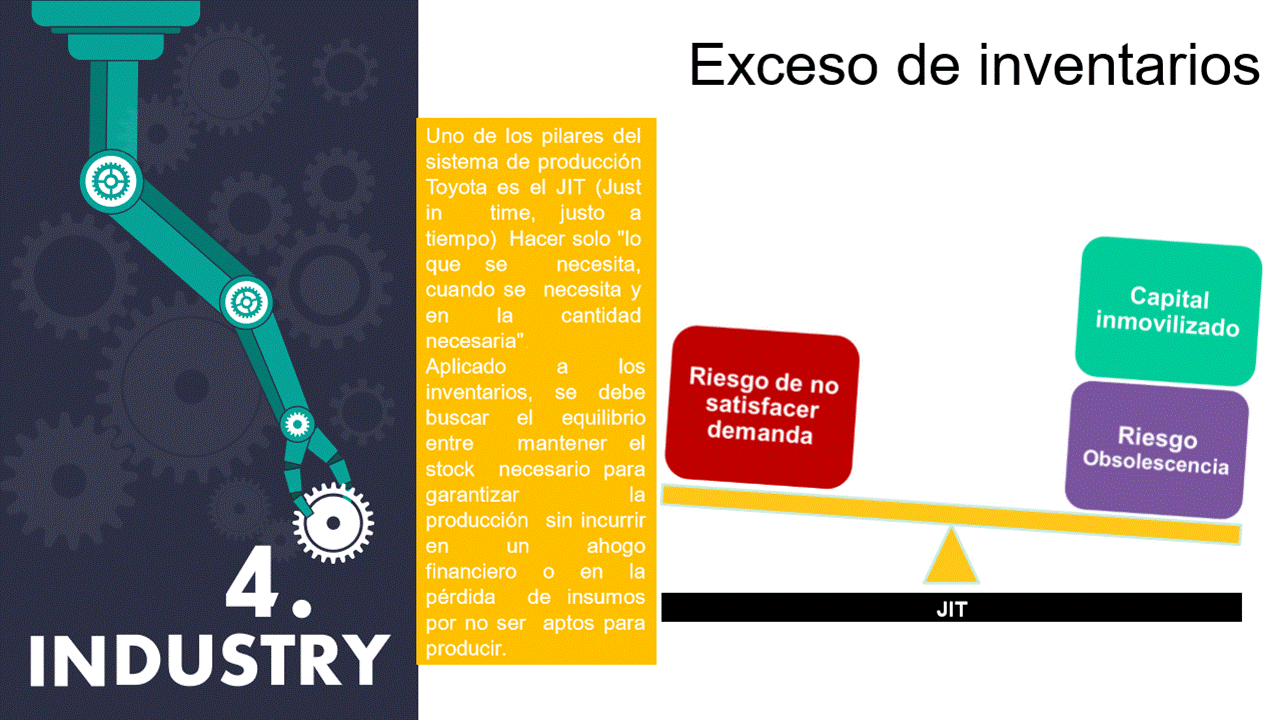 Exceso de inventarios
Uno de los pilares del
sistema de producción
Toyota es el JIT (Just
in time, justo a
tiempo) Hacer solo "lo
que se necesita,
cuando se necesita y
en la cantidad
necesaria"
Aplicado a los
inventarios, se debe
buscar el equilibrio
entre mantener el
stock necesario para
garantizar la
producción sin incurrir
en un ahogo
financiero o en la
pérdida de insumos
por no ser aptos para
producir.
Riesgo de no
satisfacer
demanda
Capital
inmovilizado
Riesgo
Obsolescencia
JIT
4.
INDUSTRY